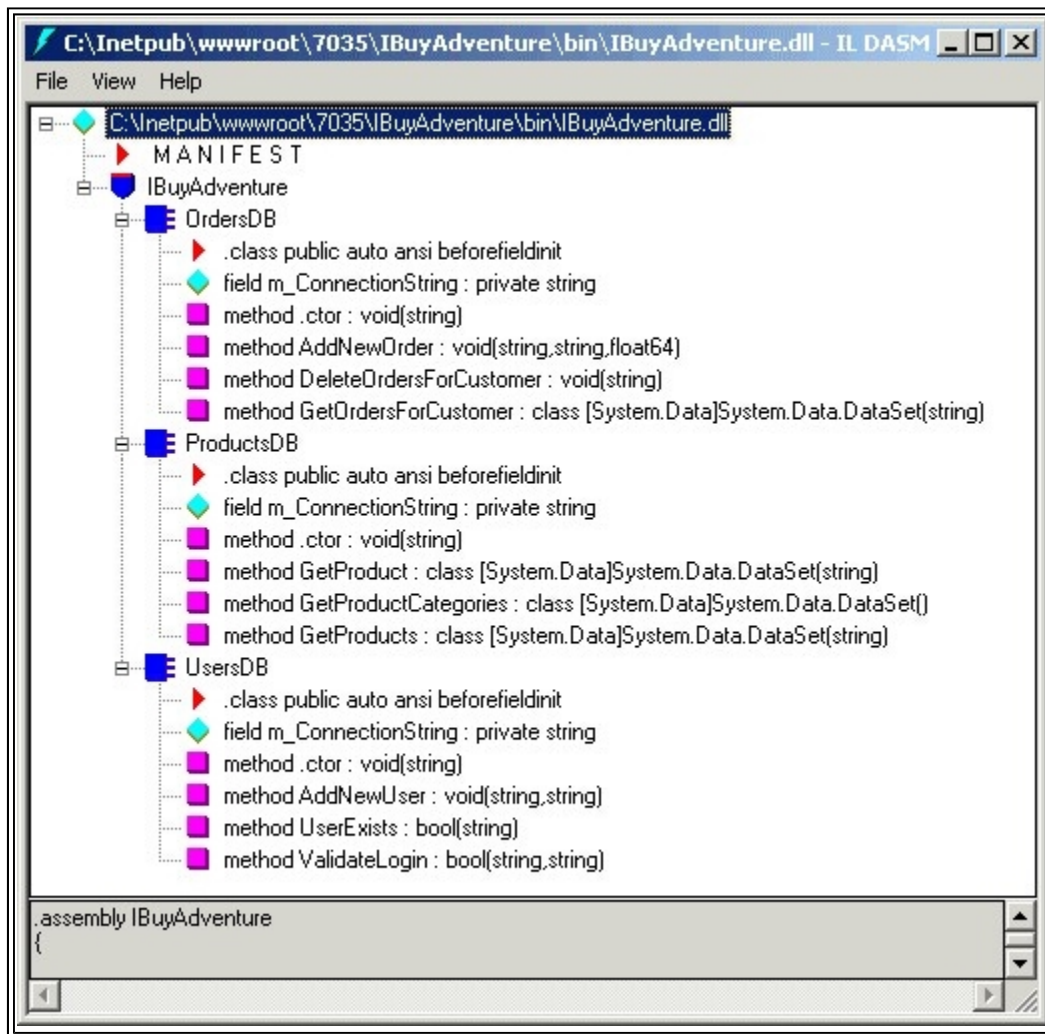 C:\Inetpub\wwwroot\7035\IBuyAdventure\bin\IBuyAdventure.dll - IL DASM
File View Help
C:\Inetpub\wwwroot\7035\IBuyAdventure\bin\IBuyAdventure.dll
M A N I F E S T
IBuyAdventure
OrdersDB
.class public auto ansi beforefieldinit
field m_ConnectionString : private string
method .ctor : void(string)
method AddNewOrder : void(string,string,float64)
method DeleteOrdersForCustomer : void(string)
method GetOrdersForCustomer : class [System.Data]System.Data.DataSet(string)
ProductsDB
.class public auto ansi beforefieldinit
field m_ConnectionString : private string
method .ctor : void(string)
method GetProduct : class [System.Data]System.Data.DataSet(string)
method GetProductCategories : class [System.Data]System.Data.DataSet()
method GetProducts : class [System.Data]System.Data.DataSet(string)
UsersDB
.class public auto ansi beforefieldinit
field m_ConnectionString : private string
method .ctor : void(string)
method AddNewUser : void(string,string)
method UserExists : bool(string)
method ValidateLogin : bool(string,string)
.assembly IBuyAdventure
{